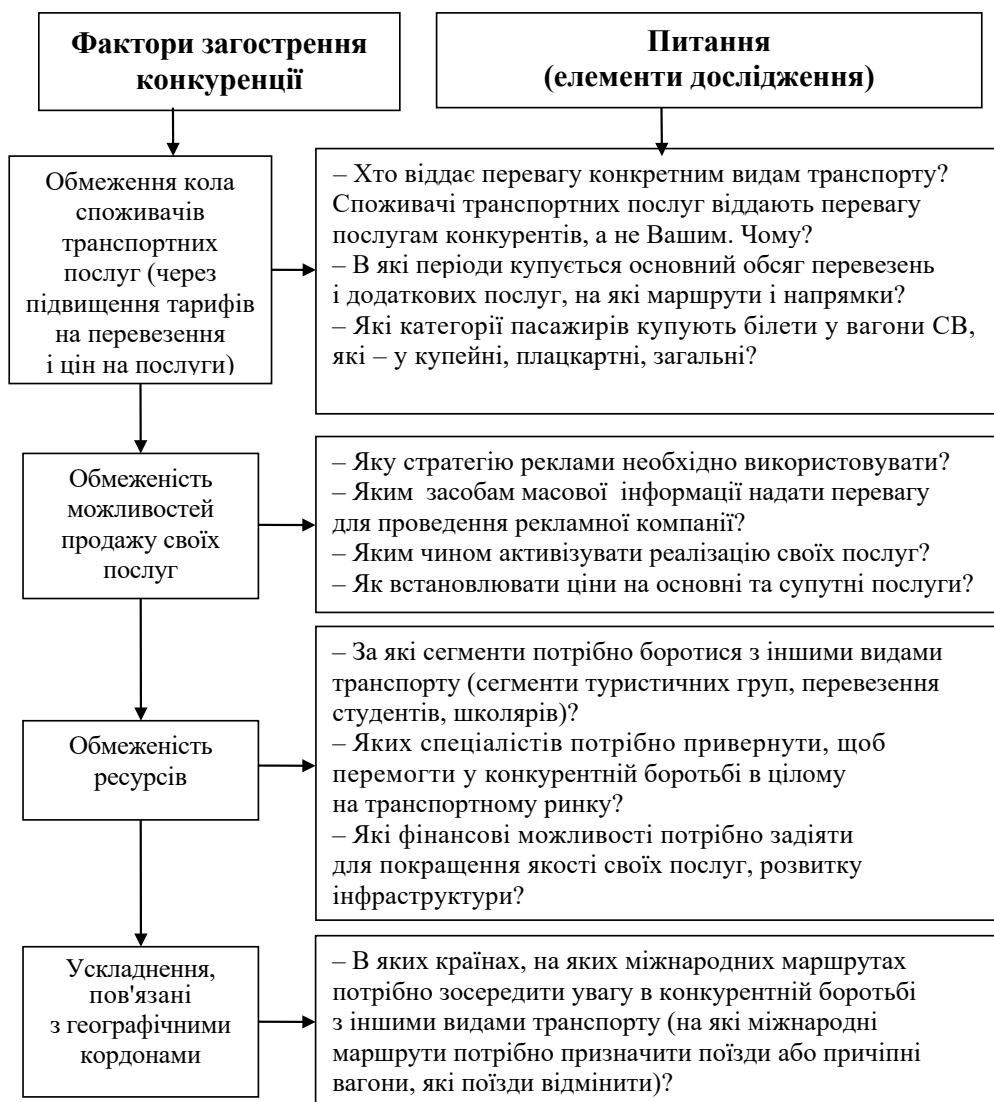 Фактори загострення
конкуренції
Питання
(елементи дослідження)
Обмеження кола
споживачів
транспортних
послуг (через
підвищення тарифів
на перевезення
і цін на послуги)
– Хто віддає перевагу конкретним видам транспорту?
Споживачі транспортних послуг віддають перевагу
послугам конкурентів, а не Вашим. Чому?
– В які періоди купується основний обсяг перевезень
і додаткових послуг, на які маршрути і напрямки?
– Які категорії пасажирів купують білети у вагони СВ,
які – у купейні, плацкартні, загальні?
Обмеженість
можливостей
продажу своїх
послуг
– Яку стратегію реклами необхідно використовувати?
– Яким засобам масової інформації надати перевагу
для проведення рекламної компанії?
– Яким чином активізувати реалізацію своїх послуг?
– Як встановлювати ціни на основні та супутні послуги?
Обмеженість
ресурсів
– За які сегменти потрібно боротися з іншими видами
транспорту (сегменти туристичних груп, перевезення
студентів, школярів)?
– Яких спеціалістів потрібно привернути, щоб
перемогти у конкурентній боротьбі в цілому
на транспортному ринку?
– Які фінансові можливості потрібно задіяти
для покращення якості своїх послуг, розвитку
інфраструктури?
Ускладнення,
пов'язані
з географічними
кордонами
– В яких країнах, на яких міжнародних маршрутах
потрібно зосередити увагу в конкурентній боротьбі
з іншими видами транспорту (на які міжнародні
маршрути потрібно призначити поїзди або причіпні
вагони, які поїзди відмінити)?